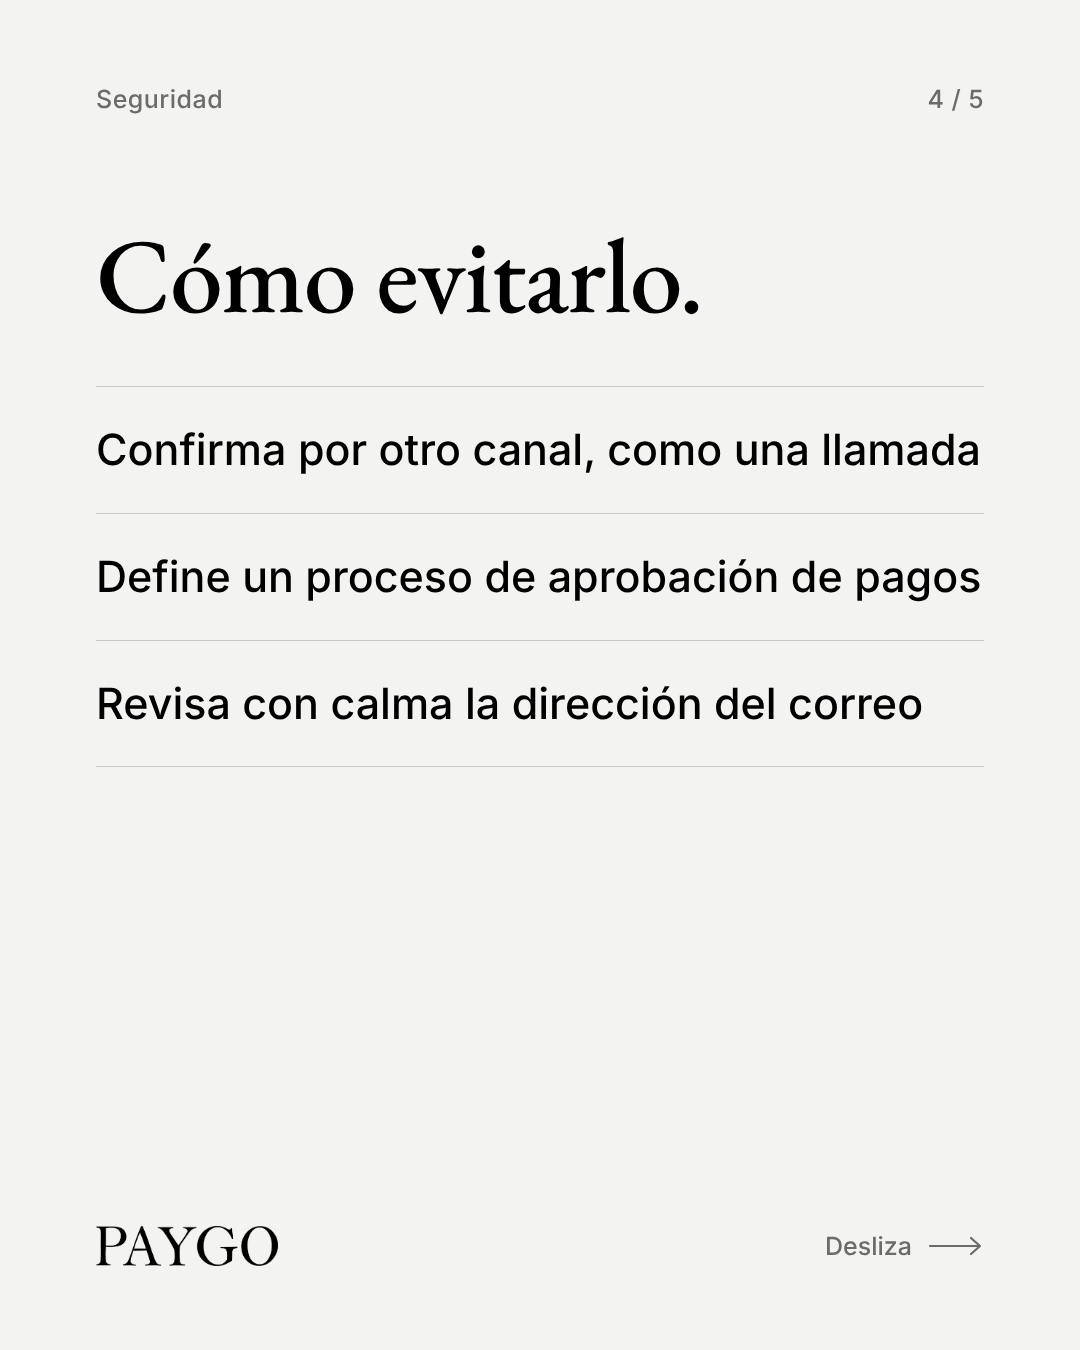 Seguridad
4 / 5
Cómo evitarlo.
Confirma por otro canal, como una llamada
Define un proceso de aprobación de pagos
Revisa con calma la dirección del correo
PAYGO
Desliza